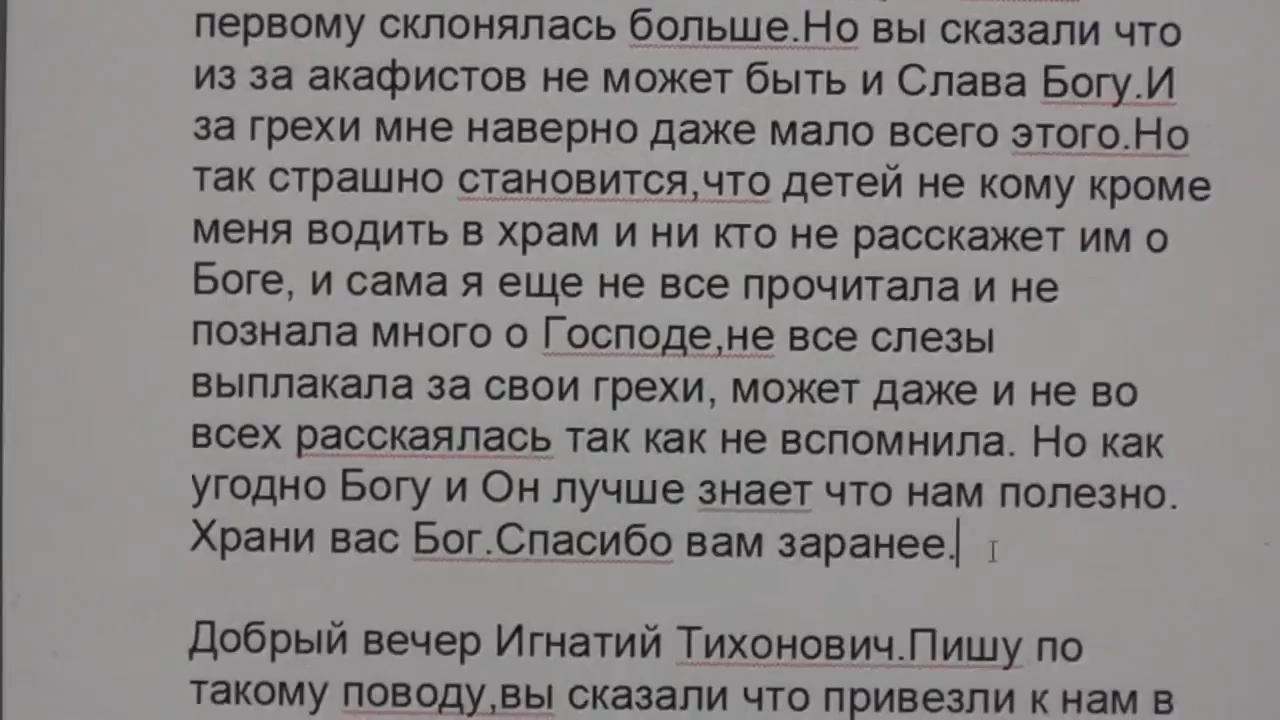 первому склонялась больше.Но вы сказали что
из за акафистов не может быть и Слава Богу.И
за грехи мне наверно даже мало всего этого.Но
так страшно становится,что детей не кому кроме
меня водить в храм и ни кто не расскажет им о
Боге, и сама я еще не все прочитала и не
познала много о Господе,не все слезы
выплакала за свои грехи, может даже и не во
всех расскаялась так как не вспомнила. Но как
угодно Богу и Он лучше знает что нам полезно.
Храни вас Бог.Спасибо вам заранее.
Добрый вечер Игнатий Тихонович.Пишу по
такому поводу,вы сказали что привезли к нам в